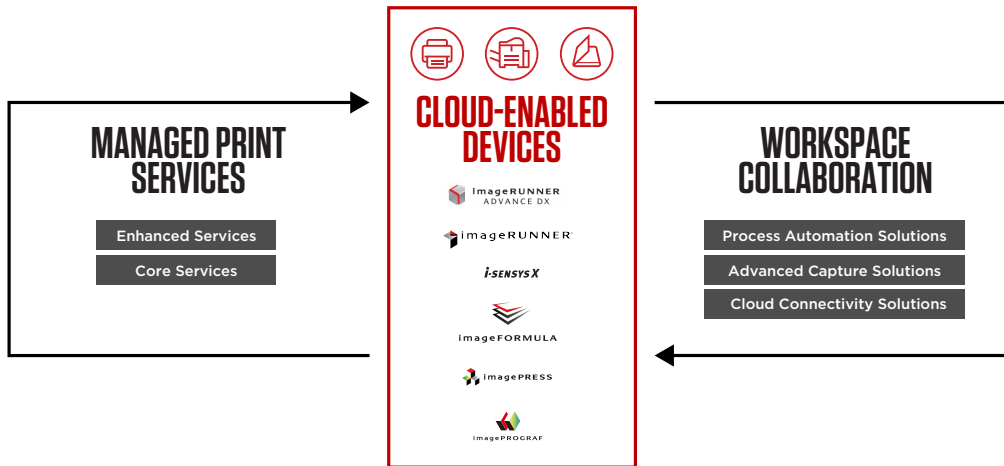 MANAGED PRINT
SERVICES
Enhanced Services
Core Services
CLOUD-ENABLED
DEVICES
imageRUNNER
ADVANCE DX
imageRUNNER
i-SENSYS X
imageFORMULA
imagePRESS
imagePROGRAF
WORKSPACE
COLLABORATION
Process Automation Solutions
Advanced Capture Solutions
Cloud Connectivity Solutions